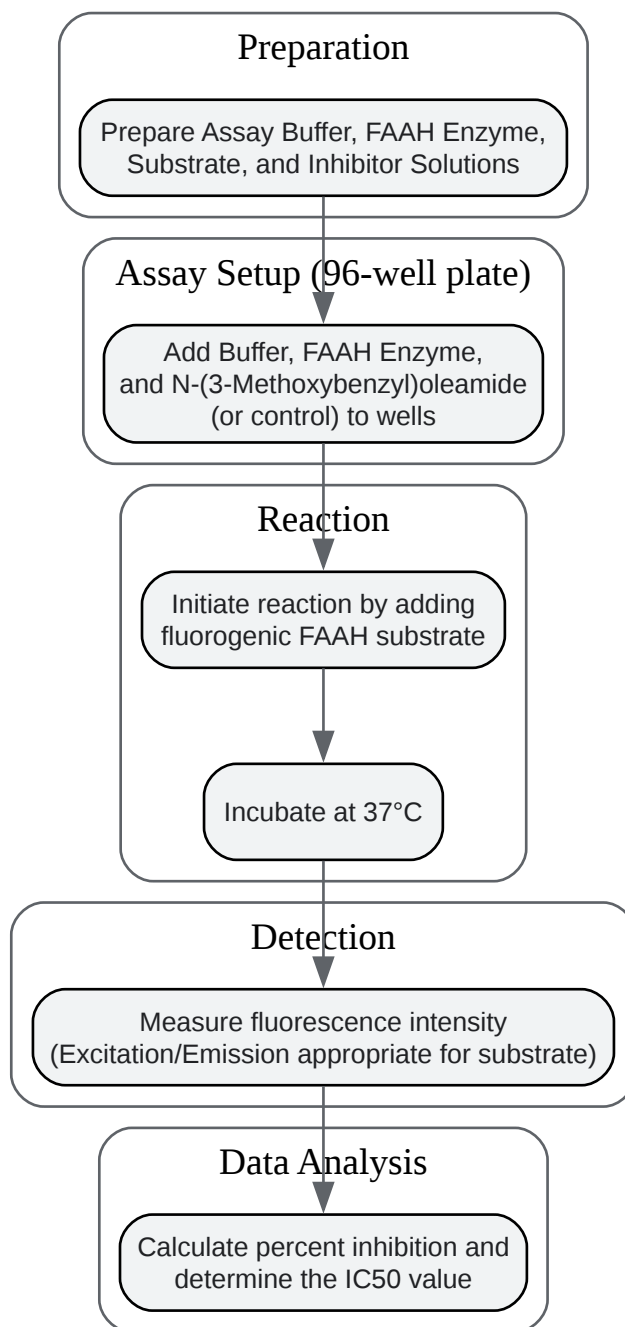 Preparation
Prepare Assay Buffer, FAAH Enzyme,
Substrate, and Inhibitor Solutions
Assay Setup (96-well plate)
Add Buffer, FAAH Enzyme,
and N-(3-Methoxybenzyl)oleamide
(or control) to wells
Reaction
Initiate reaction by adding
fluorogenic FAAH substrate
Incubate at 37°C
Detection
Measure fluorescence intensity
(Excitation/Emission appropriate for substrate)
Data Analysis
Calculate percent inhibition and
determine the IC50 value